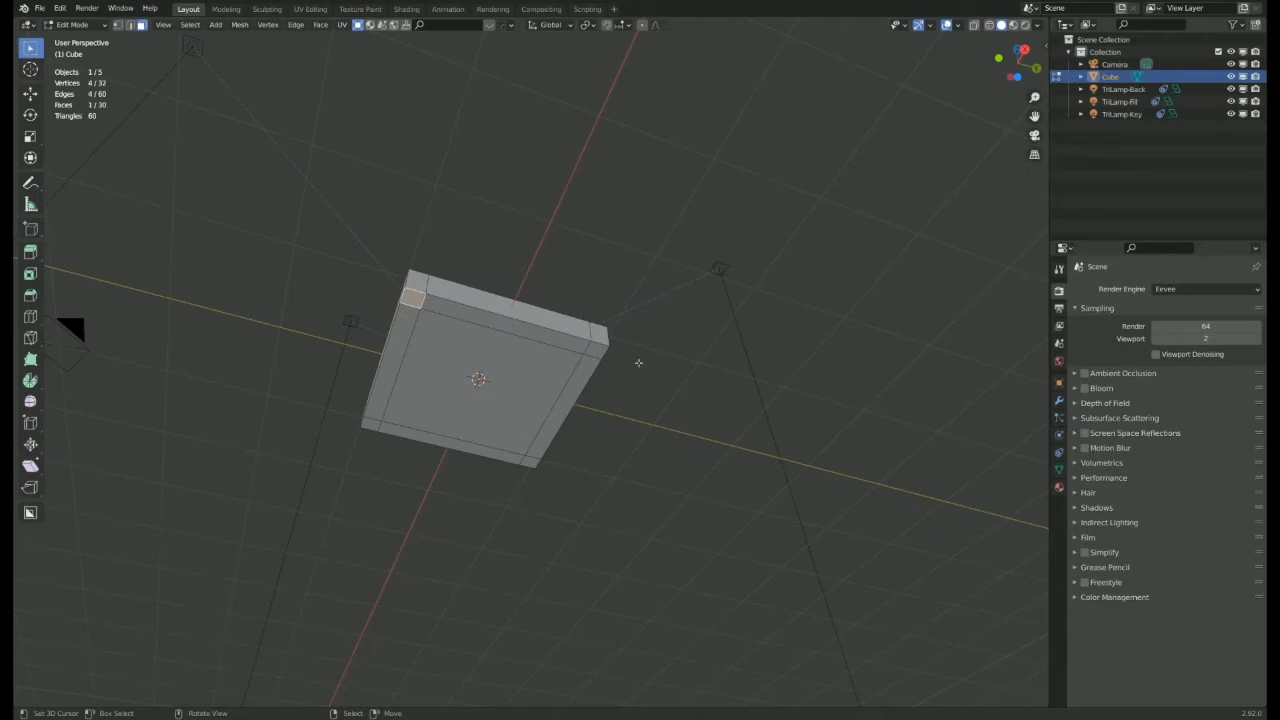 File Edit Render Window Help Layout Modeling Sculpting UV Editing Texture Paint Shading Animation Rendering Compositing Scripting + Scene View Layer
Edit Mode View Select Add Mesh Vertex Edge Face UV Global
User Perspective
(1) Cube
Objects 1/5
Vertices 4/32
Edges 4/60
Faces 1/30
Triangles 60
X
Y
Scene Collection
Collection
Camera
Cube
TriLamp-Back
TriLamp-Fill
TriLamp-Key
Scene
Render Engine Eevee
Sampling
Render 64
Viewport 2
Viewport Denoising
Ambient Occlusion
Bloom
Depth of Field
Subsurface Scattering
Screen Space Reflections
Motion Blur
Volumetrics
Performance
Hair
Shadows
Indirect Lighting
Film
Simplify
Grease Pencil
Freestyle
Color Management
Set 3D Cursor Box Select Rotate View Select Move 2.92.0